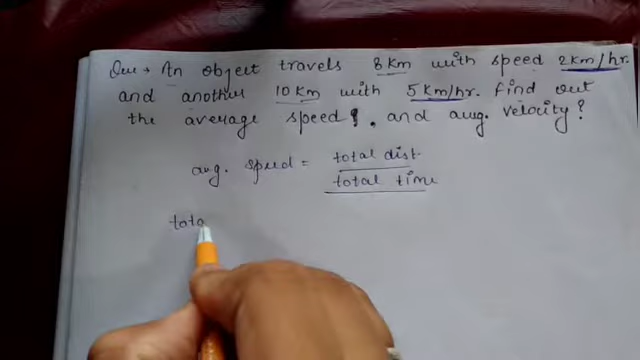 Que → An object travels 8 km with speed 2 km/hr.
and another 10 km with 5 km/hr. Find out
the average speed. and avg. velocity?
avg. speed = total dist
total time
tota